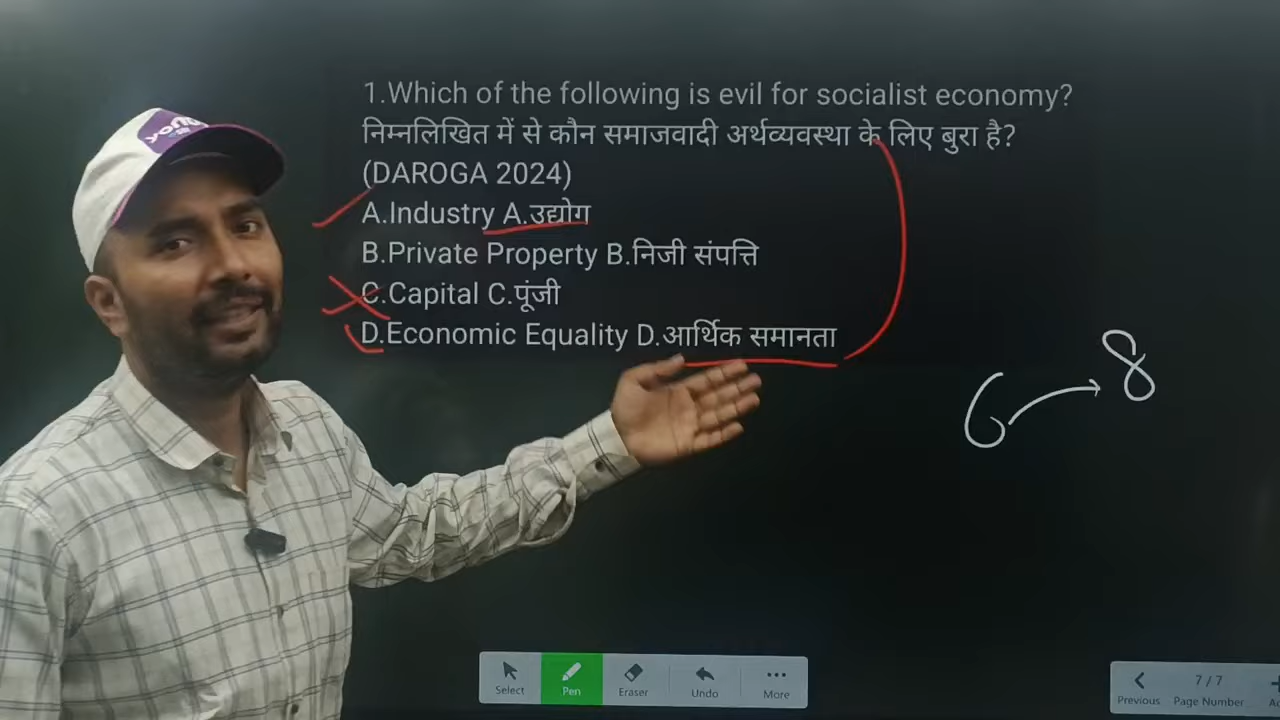 1.Which of the following is evil for socialist economy?
निम्नलिखित में से कौन समाजवादी अर्थव्यवस्था के लिए बुरा है?
(DAROGA 2024)
A.Industry A.उद्योग
B.Private Property B.निजी संपत्ति
C.Capital C.पूंजी
D.Economic Equality D.आर्थिक समानता
6 8
Select Pen Eraser Undo More
7 / 7
Previous Page Number